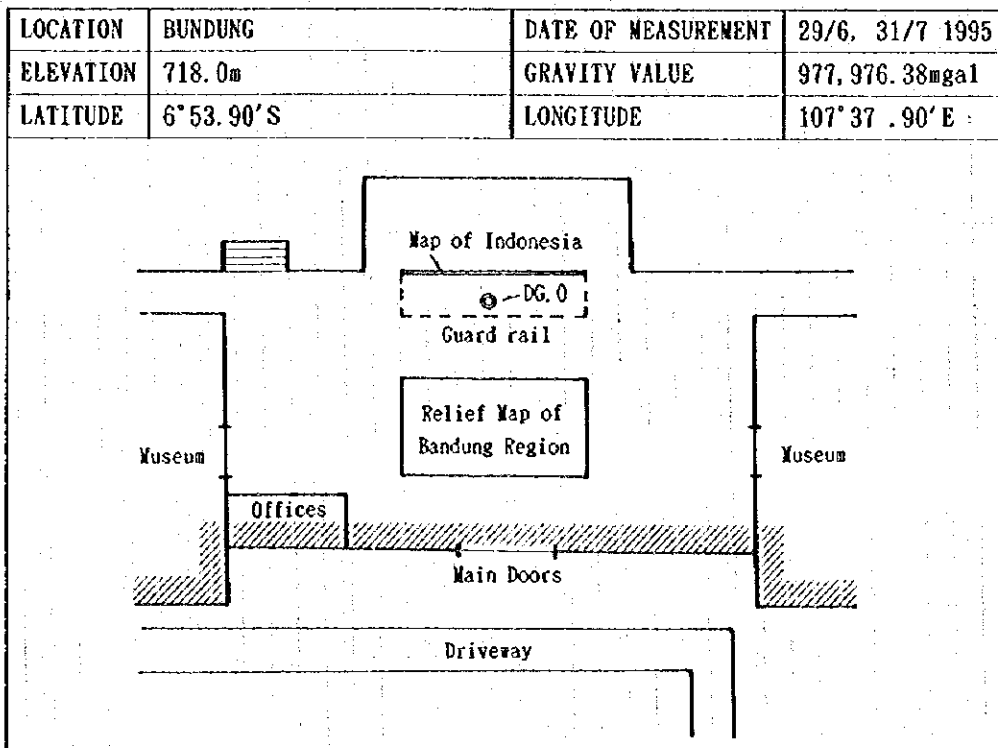 LOCATION BUNDUNG DATE OF MEASUREMENT 29/6, 31/7 1995
ELEVATION 718.0m GRAVITY VALUE 977,976.38mgal
LATITUDE 6°53.90'S LONGITUDE 107°37 .90'E
Map of Indonesia
DG.0
Guard rail
Relief Map of
Bandung Region
Museum
Museum
Offices
Main Doors
Driveway